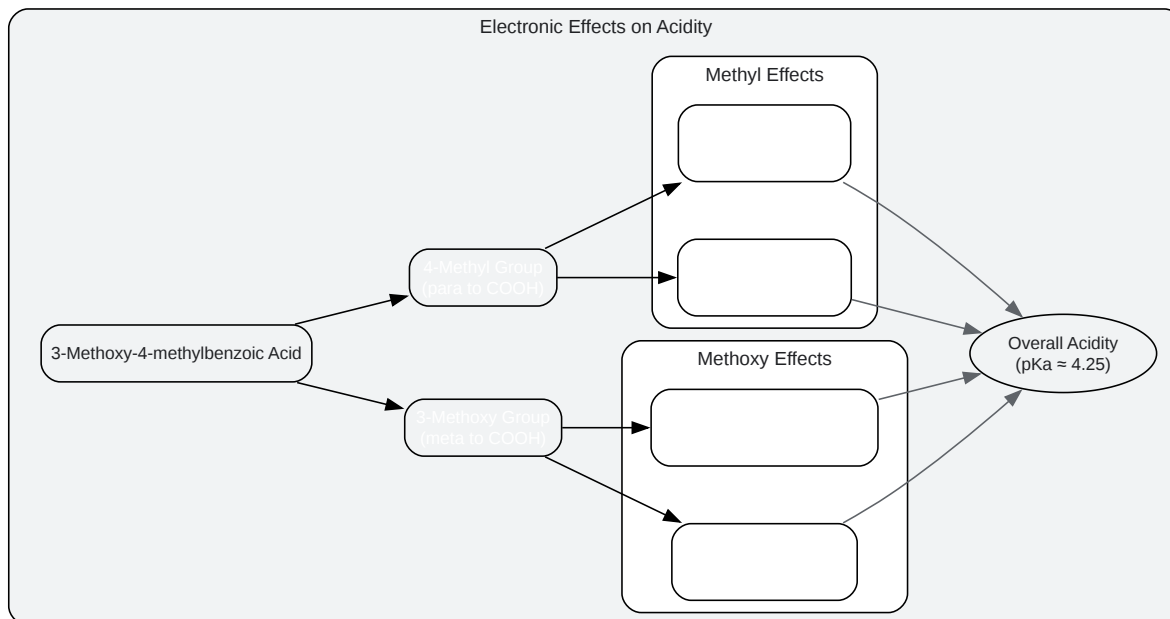 Electronic Effects on Acidity
Methyl Effects
4-Methyl Group
(para to COOH)
3-Methoxy-4-methylbenzoic Acid
Overall Acidity
(pKa ≈ 4.25)
Methoxy Effects
3-Methoxy Group
(meta to COOH)